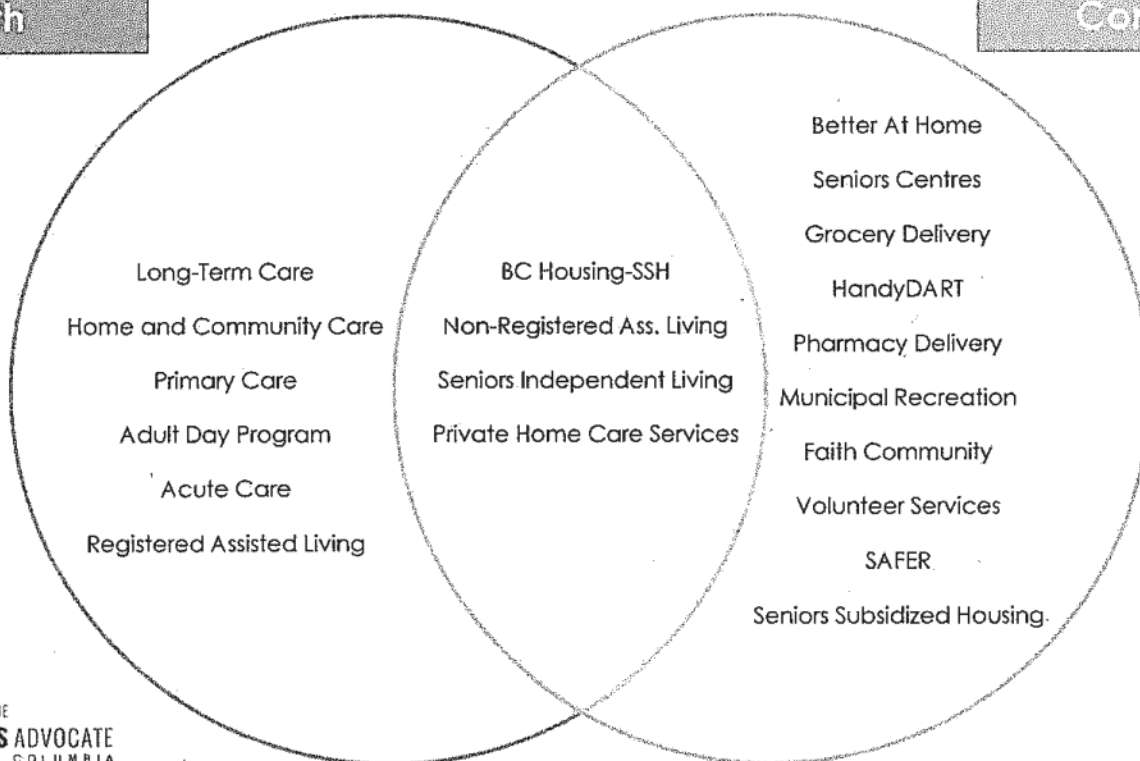 Long-Term Care
Home and Community Care
Primary Care
Adult Day Program
Acute Care
Registered Assisted Living
BC Housing-SSH
Non-Registered Ass. Living
Seniors Independent Living
Private Home Care Services
Better At Home
Seniors Centres
Grocery Delivery
HandyDART
Pharmacy Delivery
Municipal Recreation
Faith Community
Volunteer Services
SAFER
Seniors Subsidized Housing
S ADVOCATE
COLUMBIA